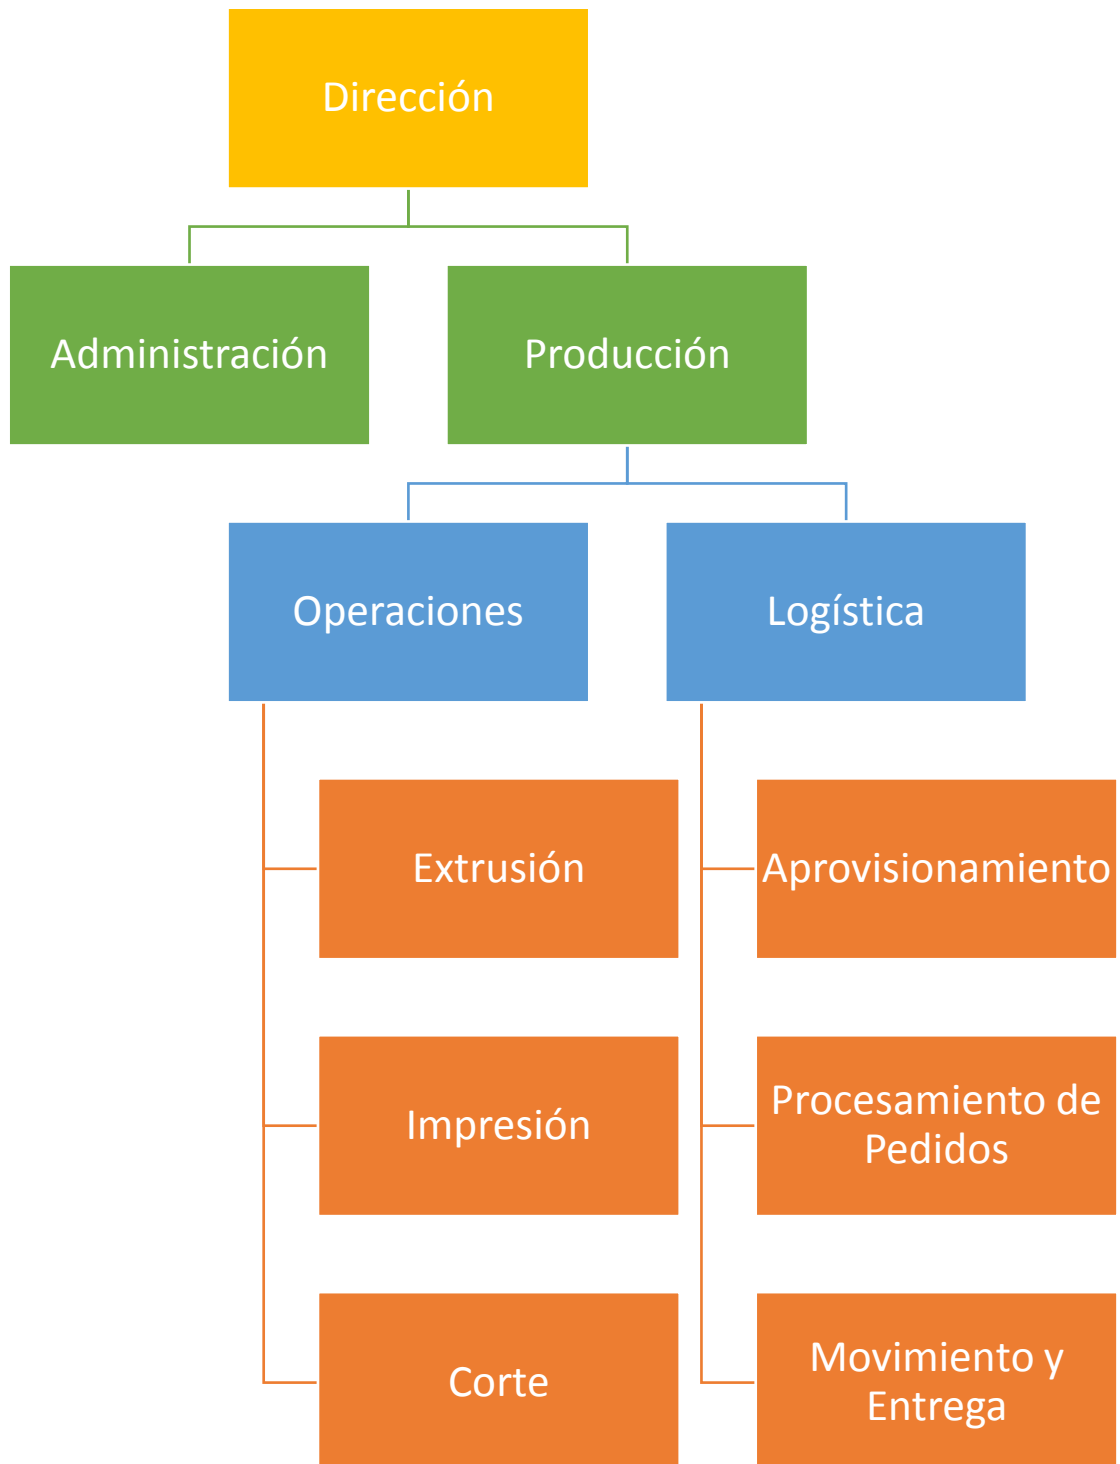 Dirección
Administración
Producción
Operaciones
Logística
Extrusión
Aprovisionamiento
Impresión
Procesamiento de
Pedidos
Corte
Movimiento y
Entrega